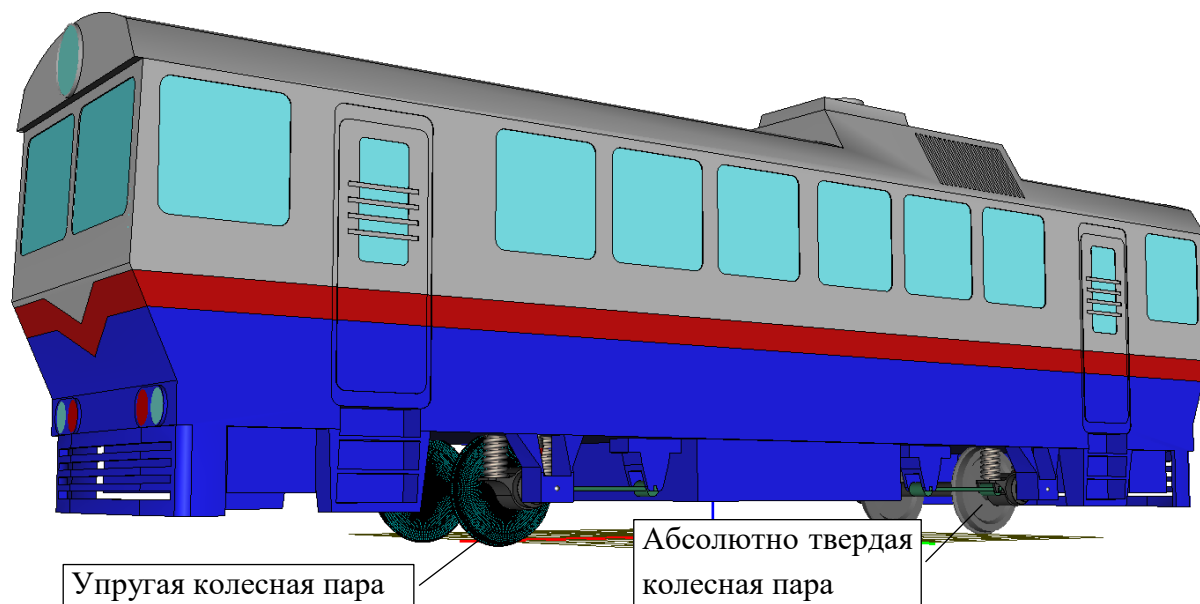 Упругая колесная пара
Абсолютно твердая
колесная пара